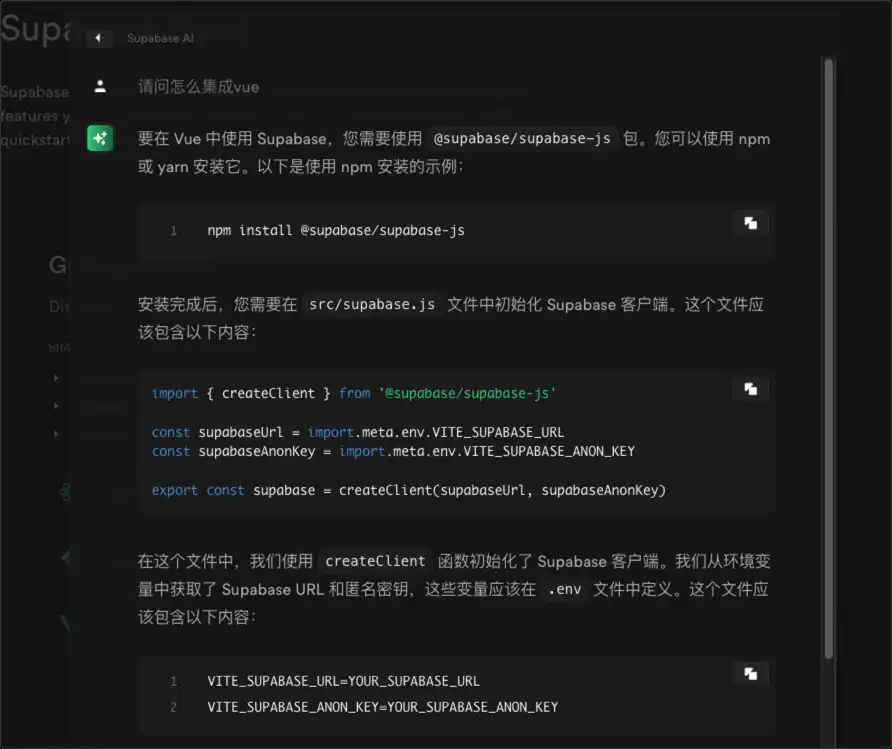 Supa
Supabase AI
Supabase
features y
quickstart
请问怎么集成vue
要在 Vue 中使用 Supabase，您需要使用 @supabase/supabase-js 包。您可以使用 npm
或 yarn 安装它。以下是使用 npm 安装的示例：
1 npm install @supabase/supabase-js
G
安装完成后，您需要在 src/supabase.js 文件中初始化 Supabase 客户端。这个文件应
Dis
该包含以下内容：
WHA
import { createClient } from '@supabase/supabase-js'
const supabaseUrl = import.meta.env.VITE_SUPABASE_URL
const supabaseAnonKey = import.meta.env.VITE_SUPABASE_ANON_KEY
export const supabase = createClient(supabaseUrl, supabaseAnonKey)
在这个文件中，我们使用 createClient 函数初始化了 Supabase 客户端。我们从环境变
量中获取了 Supabase URL 和匿名密钥，这些变量应该在 .env 文件中定义。这个文件应
该包含以下内容：
1 VITE_SUPABASE_URL=YOUR_SUPABASE_URL
2 VITE_SUPABASE_ANON_KEY=YOUR_SUPABASE_ANON_KEY